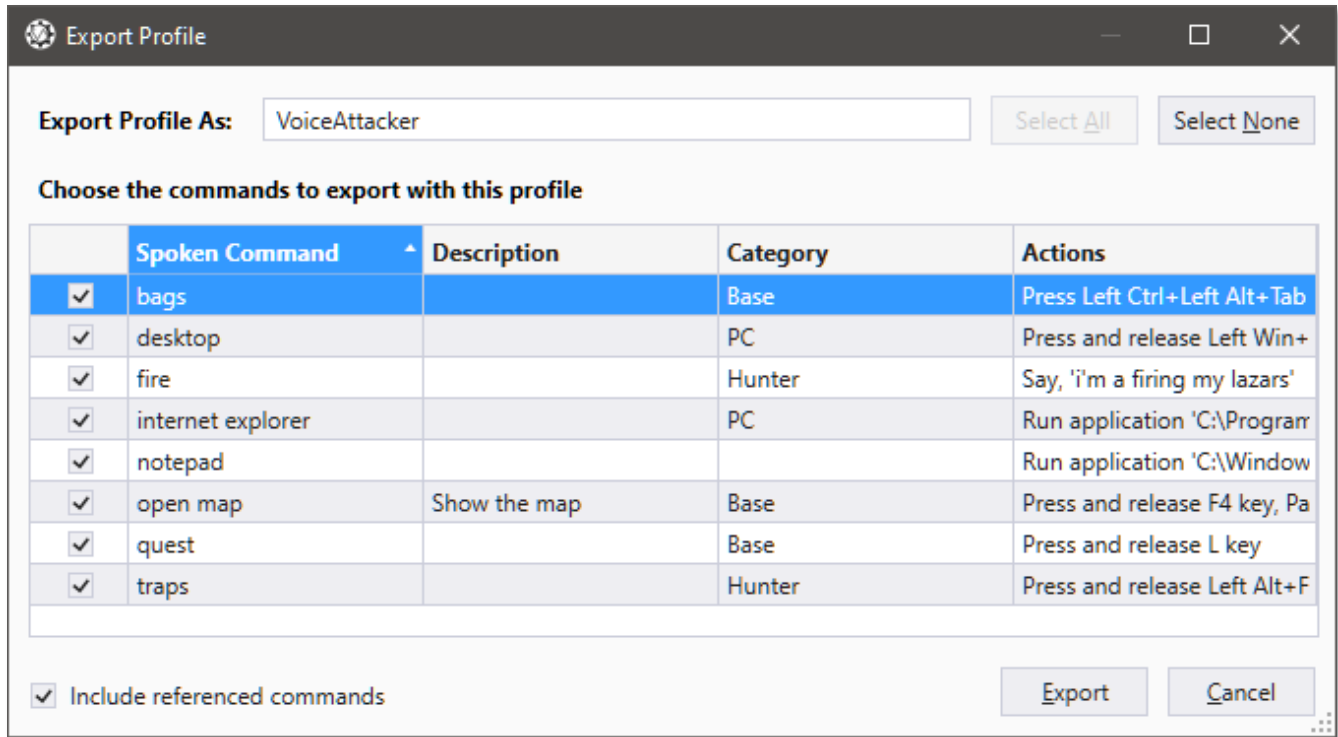 Export Profile
Export Profile As: VoiceAttacker Select All Select None
Choose the commands to export with this profile
Spoken Command Description Category Actions
bags Base Press Left Ctrl+Left Alt+Tab
desktop PC Press and release Left Win+
fire Hunter Say, 'i'm a firing my lazars'
internet explorer PC Run application 'C:\Program
notepad Run application 'C:\Window
open map Show the map Base Press and release F4 key, Pa
quest Base Press and release L key
traps Hunter Press and release Left Alt+F
Include referenced commands Export Cancel